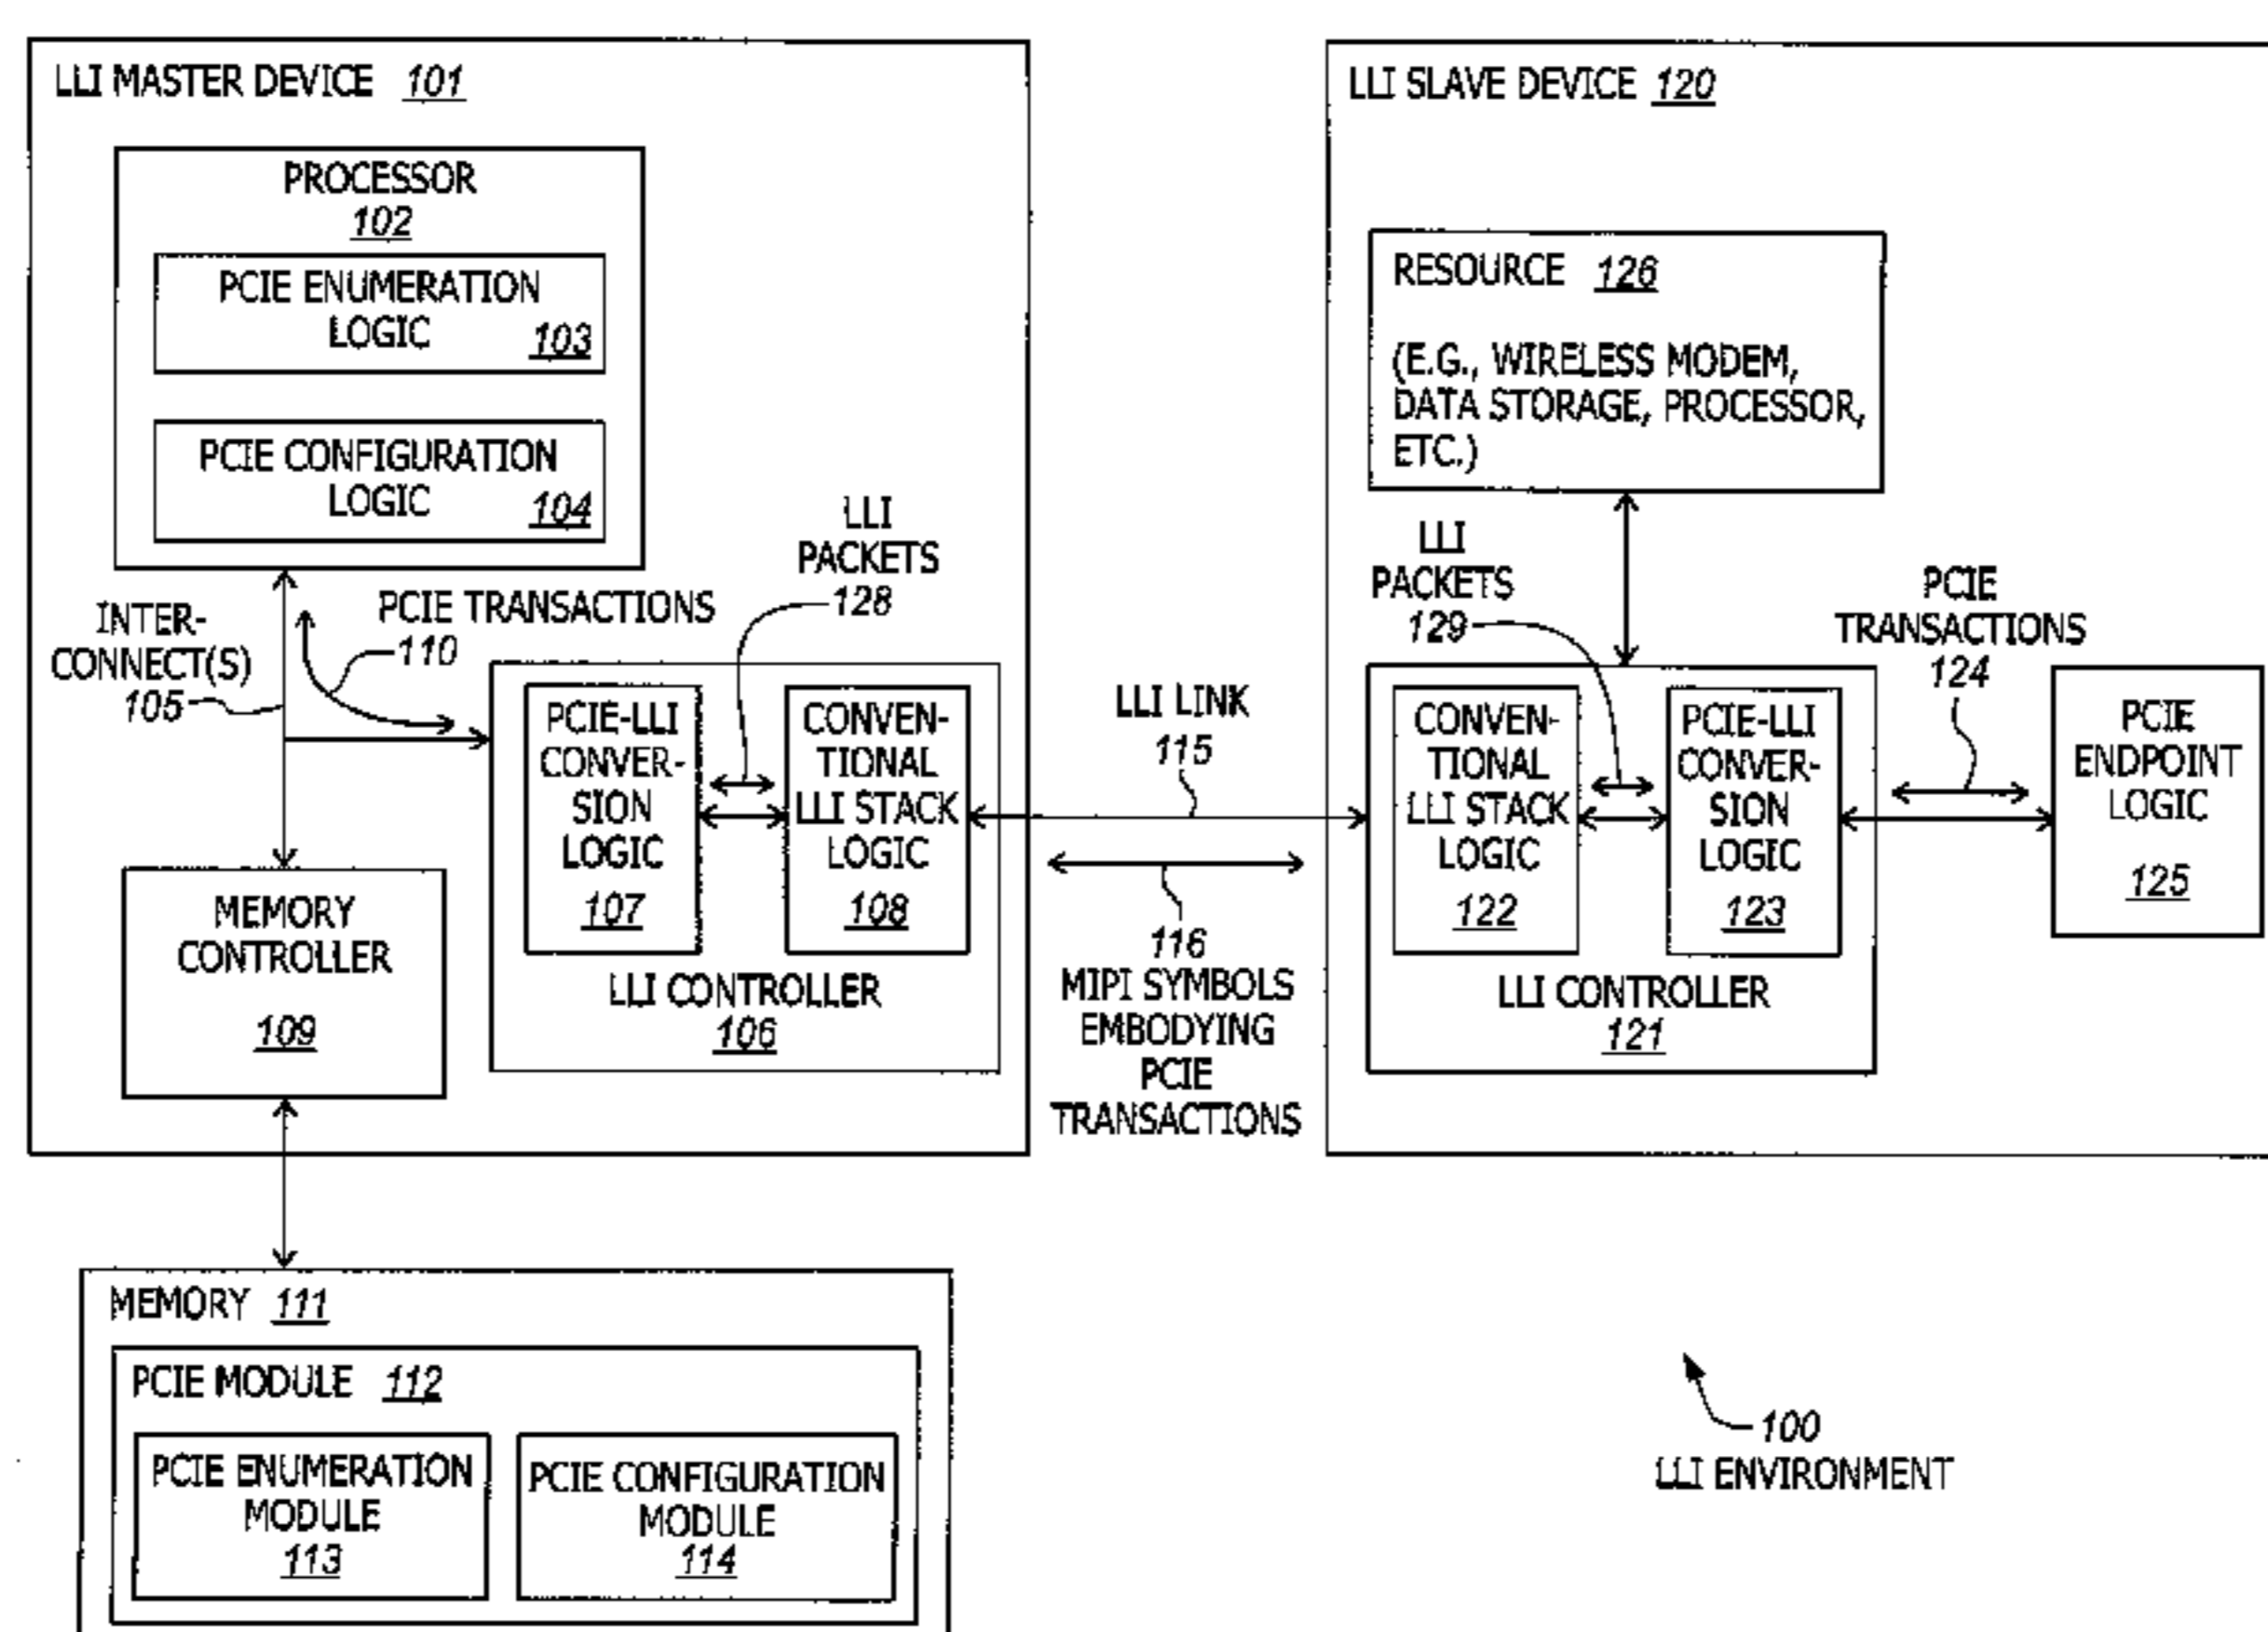 LLI MASTER DEVICE 101
PROCESSOR
102
PCIE ENUMERATION
LOGIC 103
PCIE CONFIGURATION
LOGIC 104
INTER-
CONNECT(S)
105
PCIE TRANSACTIONS
110
LLI
PACKETS
128
PCIE-LLI
CONVER-
SION
LOGIC
107
CONVEN-
TIONAL
LLI STACK
LOGIC
108
LLI CONTROLLER
106
MEMORY
CONTROLLER
109
LLI LINK
115
116
MIPI SYMBOLS
EMBODYING
PCIE
TRANSACTIONS
LLI SLAVE DEVICE 120
RESOURCE 126
(E.G., WIRELESS MODEM,
DATA STORAGE, PROCESSOR,
ETC.)
LLI
PACKETS
129
PCIE
TRANSACTIONS
124
CONVEN-
TIONAL
LLI STACK
LOGIC
122
PCIE-LLI
CONVER-
SION
LOGIC
123
LLI CONTROLLER
121
PCIE
ENDPOINT
LOGIC
125
MEMORY 111
PCIE MODULE 112
PCIE ENUMERATION
MODULE
113
PCIE CONFIGURATION
MODULE
114
100
LLI ENVIRONMENT